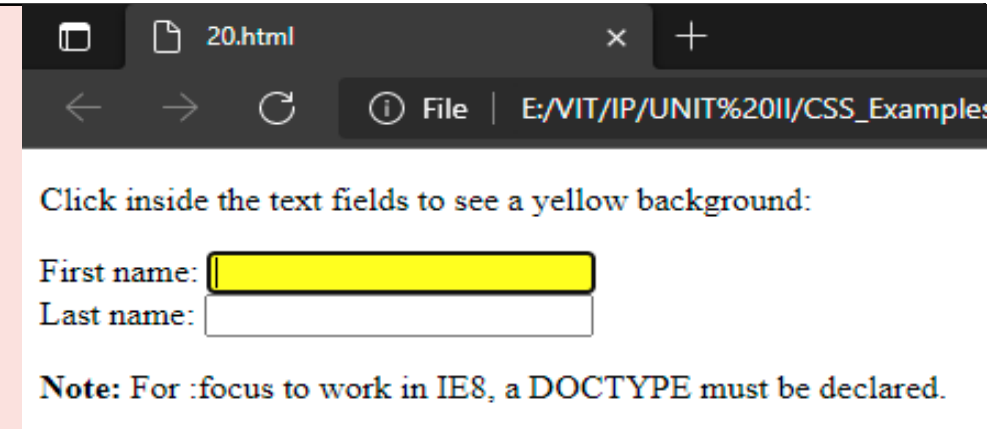 20.html
File | E:/VIT/IP/UNIT%20II/CSS_Examples
Click inside the text fields to see a yellow background:
First name:
Last name:
Note: For :focus to work in IE8, a DOCTYPE must be declared.